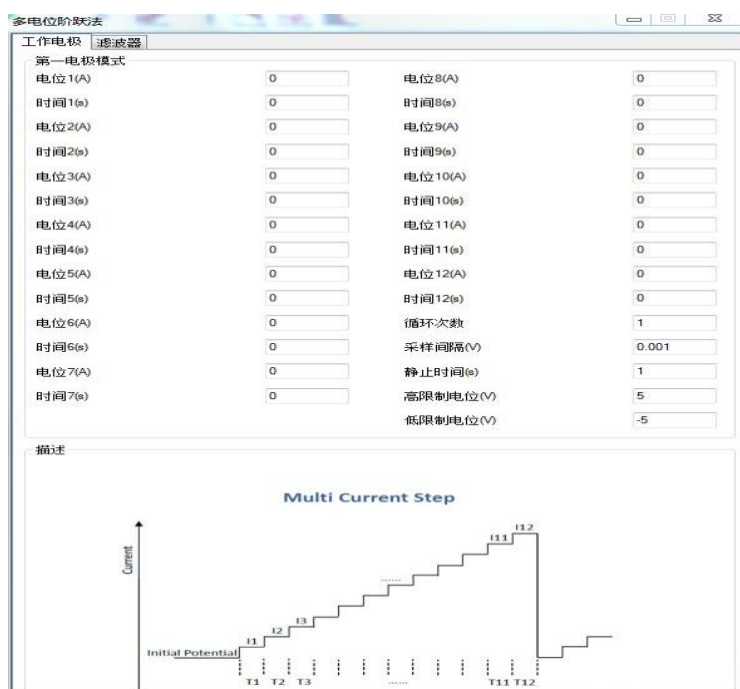 多电位阶跃法
工作电极 滤波器
第一电极模式
电位1(A) 0 电位8(A) 0
时间1(s) 0 时间8(s) 0
电位2(A) 0 电位9(A) 0
时间2(s) 0 时间9(s) 0
电位3(A) 0 电位10(A) 0
时间3(s) 0 时间10(s) 0
电位4(A) 0 电位11(A) 0
时间4(s) 0 时间11(s) 0
电位5(A) 0 电位12(A) 0
时间5(s) 0 时间12(s) 0
电位6(A) 0 循环次数 1
时间6(s) 0 采样间隔(V) 0.001
电位7(A) 0 静止时间(s) 1
时间7(s) 0 高限制电位(V) 5
低限制电位(V) -5
描述
Multi Current Step
Current
I1 I2 I3 ...... I11 I12
Initial Potential
T1 T2 T3 ...... T11 T12